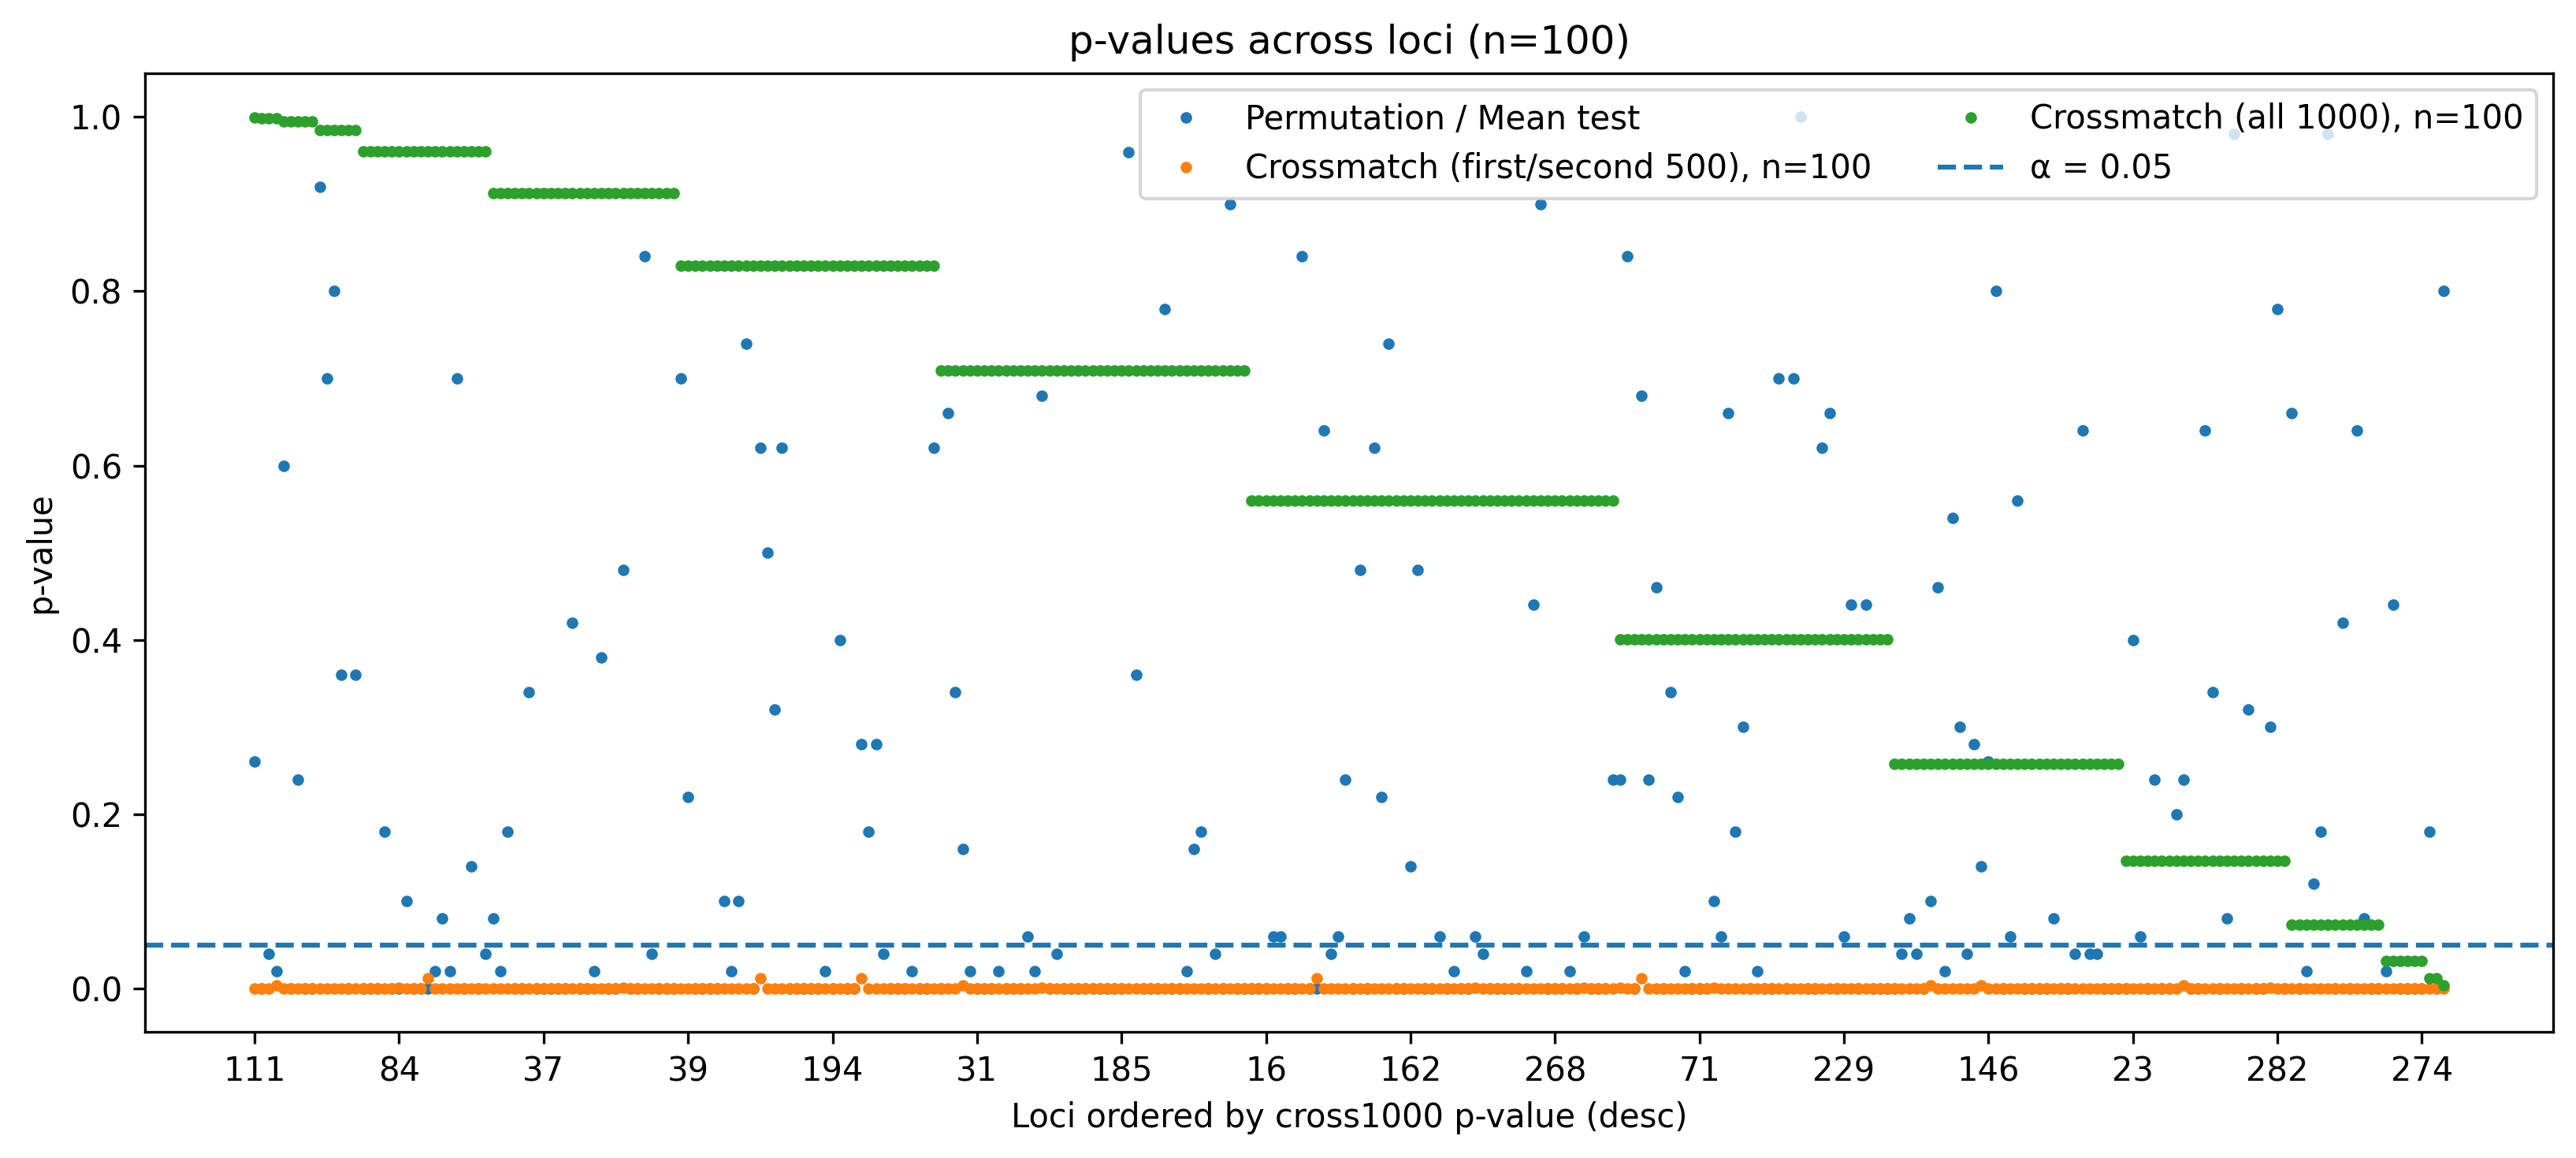 p-values across loci (n=100)
Permutation / Mean test
Crossmatch (first/second 500), n=100
Crossmatch (all 1000), n=100
α = 0.05
p-value
1.0
0.8
0.6
0.4
0.2
0.0
111 84 37 39 194 31 185 16 162 268 71 229 146 23 282 274
Loci ordered by cross1000 p-value (desc)